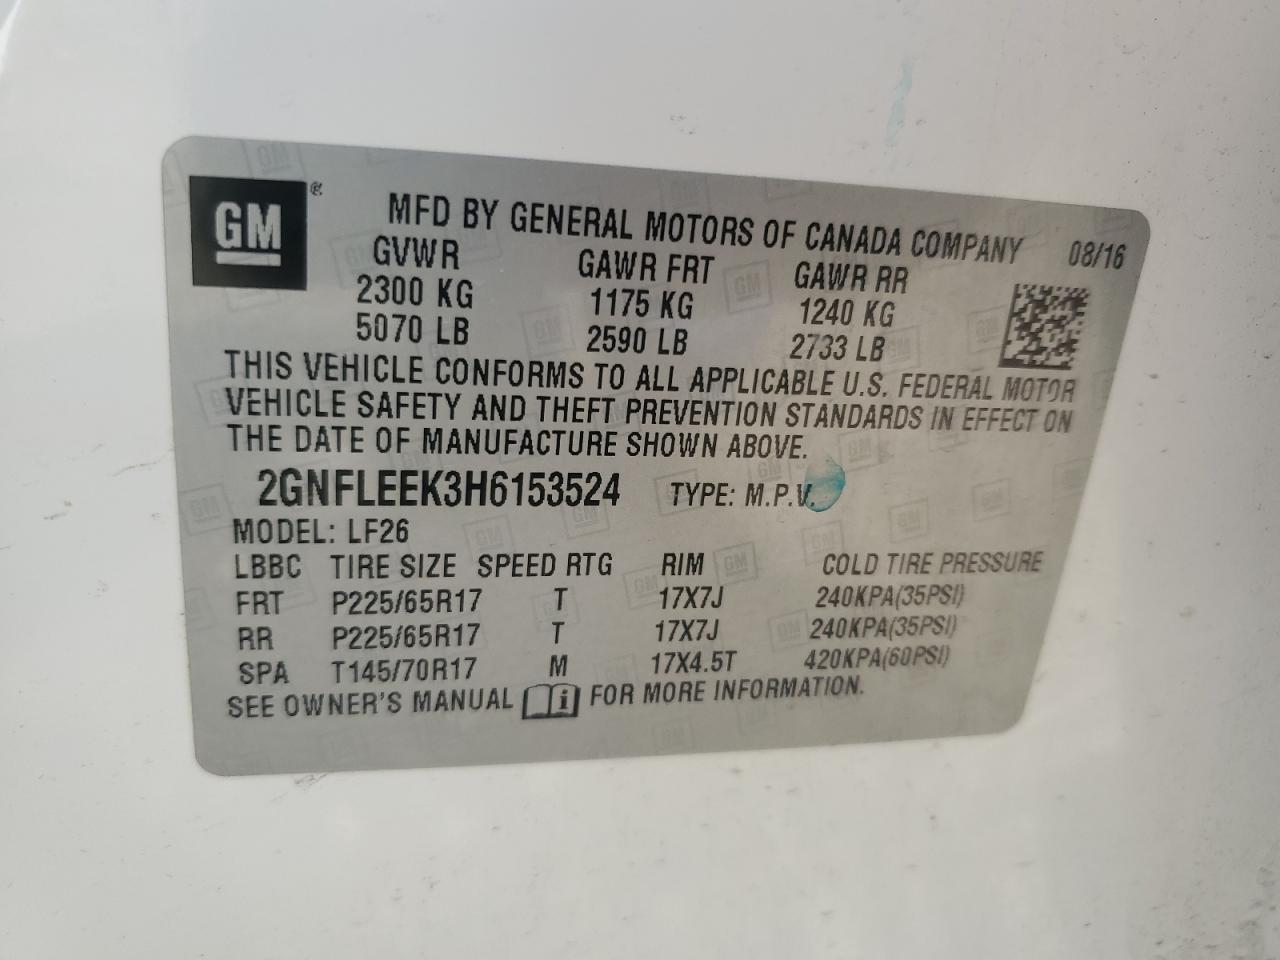 GM ®
MFD BY GENERAL MOTORS OF CANADA COMPANY 08/16
GVWR GAWR FRT GAWR RR
2300 KG 1175 KG 1240 KG
5070 LB 2590 LB 2733 LB
THIS VEHICLE CONFORMS TO ALL APPLICABLE U.S. FEDERAL MOTOR
VEHICLE SAFETY AND THEFT PREVENTION STANDARDS IN EFFECT ON
THE DATE OF MANUFACTURE SHOWN ABOVE.
2GNFLEEK3H6153524 TYPE: M.P.V.
MODEL: LF26
LBBC TIRE SIZE SPEED RTG RIM COLD TIRE PRESSURE
FRT P225/65R17 T 17X7J 240KPA(35PSI)
RR P225/65R17 T 17X7J 240KPA(35PSI)
SPA T145/70R17 M 17X4.5T 420KPA(60PSI)
SEE OWNER'S MANUAL i FOR MORE INFORMATION.